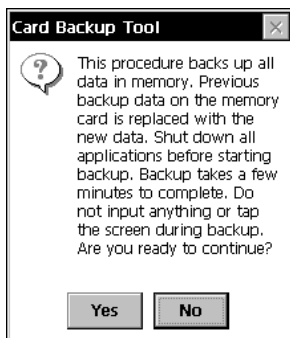 Card Backup Tool
This procedure backs up all
data in memory. Previous
backup data on the memory
card is replaced with the
new data. Shut down all
applications before starting
backup. Backup takes a few
minutes to complete. Do
not input anything or tap
the screen during backup.
Are you ready to continue?
Yes No